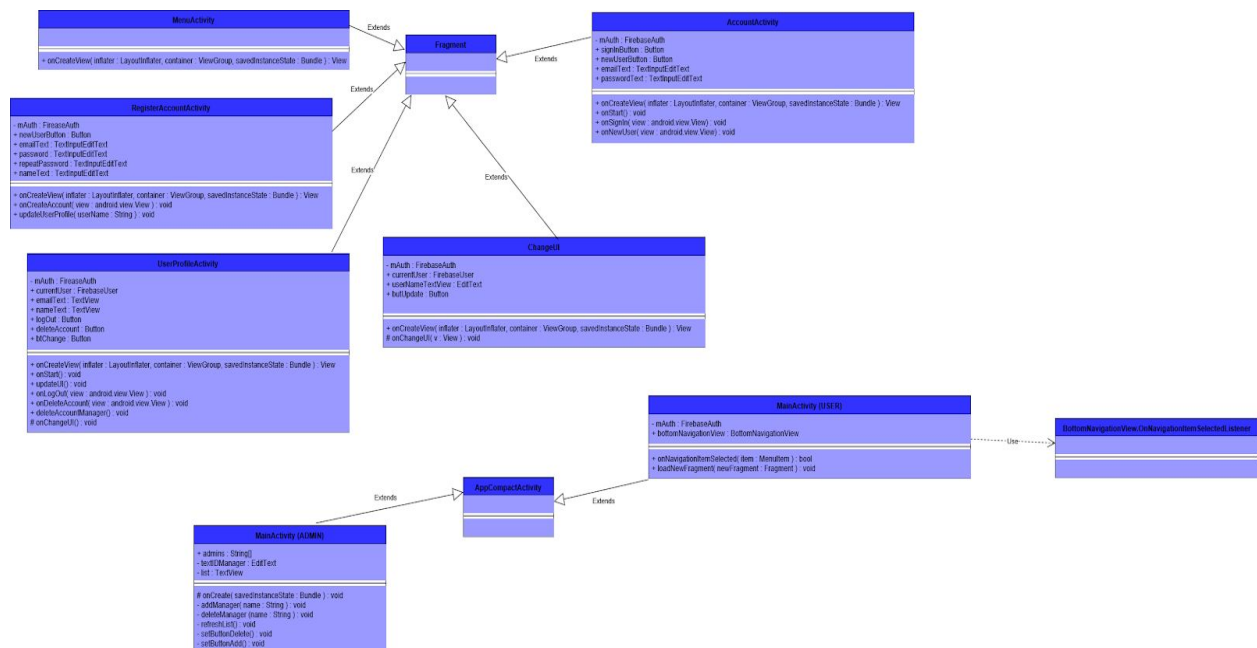 MenuActivity
+ onCreateView( inflater : LayoutInflater, container : ViewGroup, savedInstanceState : Bundle ) : View
Extends
Fragment
AccountActivity
- mAuth : FirebaseAuth
+ signInButton : Button
+ newUserButton : Button
+ emailText : TextInputEditText
+ passwordText : TextInputEditText
+ onCreateView( inflater : LayoutInflater, container : ViewGroup, savedInstanceState : Bundle ) : View
+ onStart() : void
+ onSignIn( view : android.view.View) : void
+ onNewUser( view : android.view.View) : void
Extends
RegisterAccountActivity
- mAuth : FireaseAuth
+ newUserButton : Button
+ emailText : TextInputEditText
+ password : TextInputEditText
+ repeatPassword : TextInputEditText
+ nameText : TextInputEditText
+ onCreateView( inflater : LayoutInflater, container : ViewGroup, savedInstanceState : Bundle ) : View
+ onCreateAccount( view : android.view.View ) : void
+ updateUserProfile( userName : String ) : void
Extends
Extends
Extends
UserProfileActivity
- mAuth : FireaseAuth
+ currentUser : FirebaseUser
+ emailText : TextView
+ nameText : TextView
+ logOut : Button
+ deleteAccount : Button
+ btChange : Button
+ onCreateView( inflater : LayoutInflater, container : ViewGroup, savedInstanceState : Bundle ) : View
+ onStart() : void
+ updateUI() : void
+ onLogOut( view : android.view.View ) : void
+ onDeleteAccount( view : android.view.View ) : void
+ deleteAccountManager() : void
# onChangeUI() : void
ChangeUI
- mAuth : FirebaseAuth
+ currentUser : FirebaseUser
+ userNameTextView : EditText
+ butUpdate : Button
+ onCreateView( inflater : LayoutInflater, container : ViewGroup, savedInstanceState : Bundle ) : View
# onChangeUI( v : View ) : void
MainActivity (USER)
- mAuth : FirebaseAuth
+ bottomNavigationView : BottomNavigationView
+ onNavigationItemSelected( item : MenuItem ) : bool
+ loadNewFragment( newFragment : Fragment ) : void
Use
BottomNavigationView.OnNavigationItemSelectedListener
AppCompactActivity
Extends
Extends
MainActivity (ADMIN)
+ admins : String[]
- textIDManager : EditText
- list : TextView
# onCreate( savedInstanceState : Bundle ) : void
- addManager( name : String ) : void
- deleteManager (name : String ) : void
- refreshList() : void
- setButtonDelete() : void
- setButtonAdd() : void